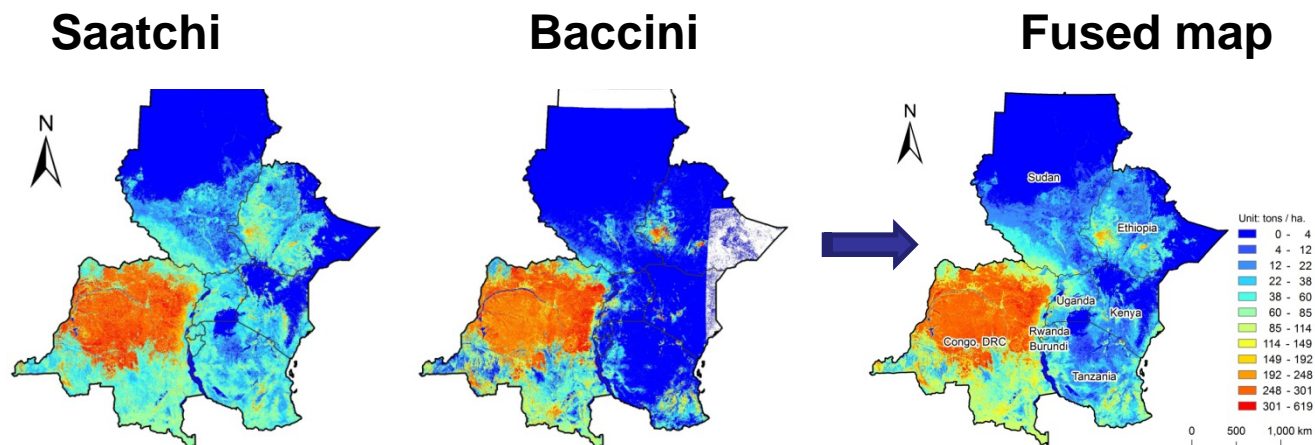 Saatchi
Baccini
Fused map
N
N
Sudan
Ethiopia
Uganda
Kenya
Rwanda
Burundi
Congo, DRC
Tanzania
Unit: tons / ha.
0 - 4
4 - 12
12 - 22
22 - 38
38 - 60
60 - 85
85 - 114
114 - 149
149 - 192
192 - 248
248 - 301
301 - 619
0 500 1,000 km